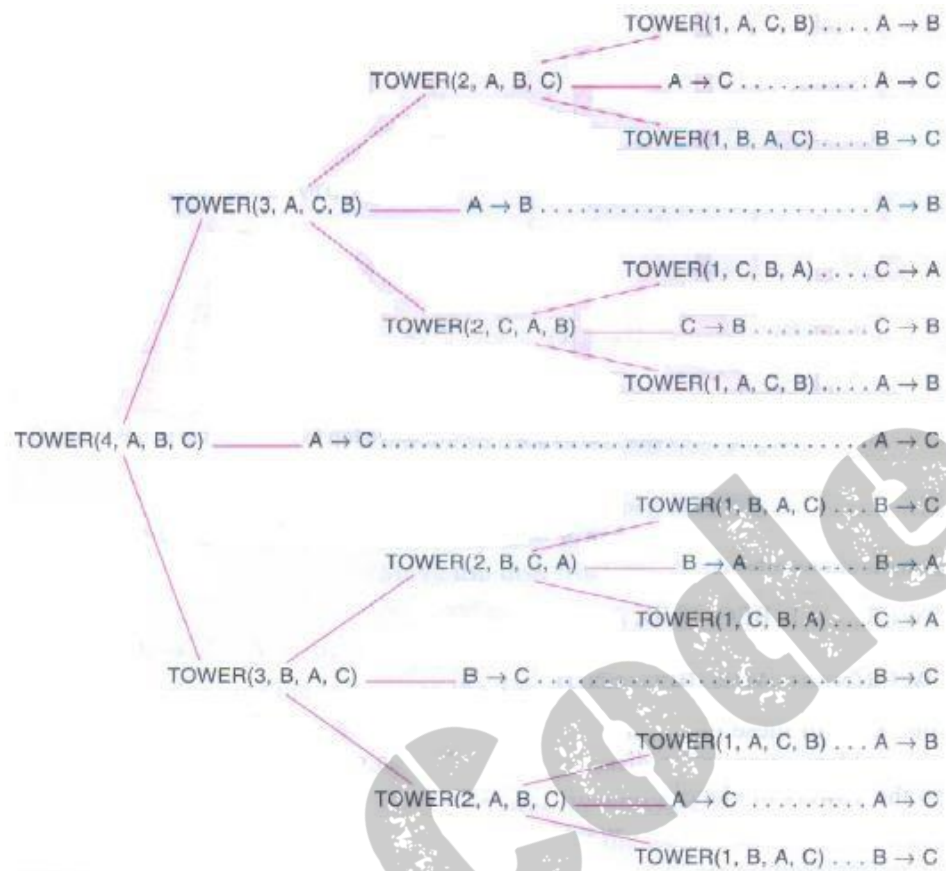 TOWER(1, A, C, B) . . . . A → B
TOWER(2, A, B, C) A → C . . . . . . . . . A → C
TOWER(1, B, A, C) . . . . B → C
TOWER(3, A, C, B) A → B . . . . . . . . . . . . . . . . . . . . . . . . . A → B
TOWER(1, C, B, A) . . . . C → A
TOWER(2, C, A, B) C → B . . . . . . . . . C → B
TOWER(1, A, C, B) . . . . A → B
TOWER(4, A, B, C) A → C . . . . . . . . . . . . . . . . . . . . . . . . . . . . . . . . . . . . . A → C
TOWER(1, B, A, C) . . . B → C
TOWER(2, B, C, A) B → A . . . . . . . . . B → A
TOWER(1, C, B, A) . . . C → A
TOWER(3, B, A, C) B → C . . . . . . . . . . . . . . . . . . . . . . . . . B → C
TOWER(1, A, C, B) . . . A → B
TOWER(2, A, B, C) A → C . . . . . . . . . A → C
TOWER(1, B, A, C) . . . B → C
Code